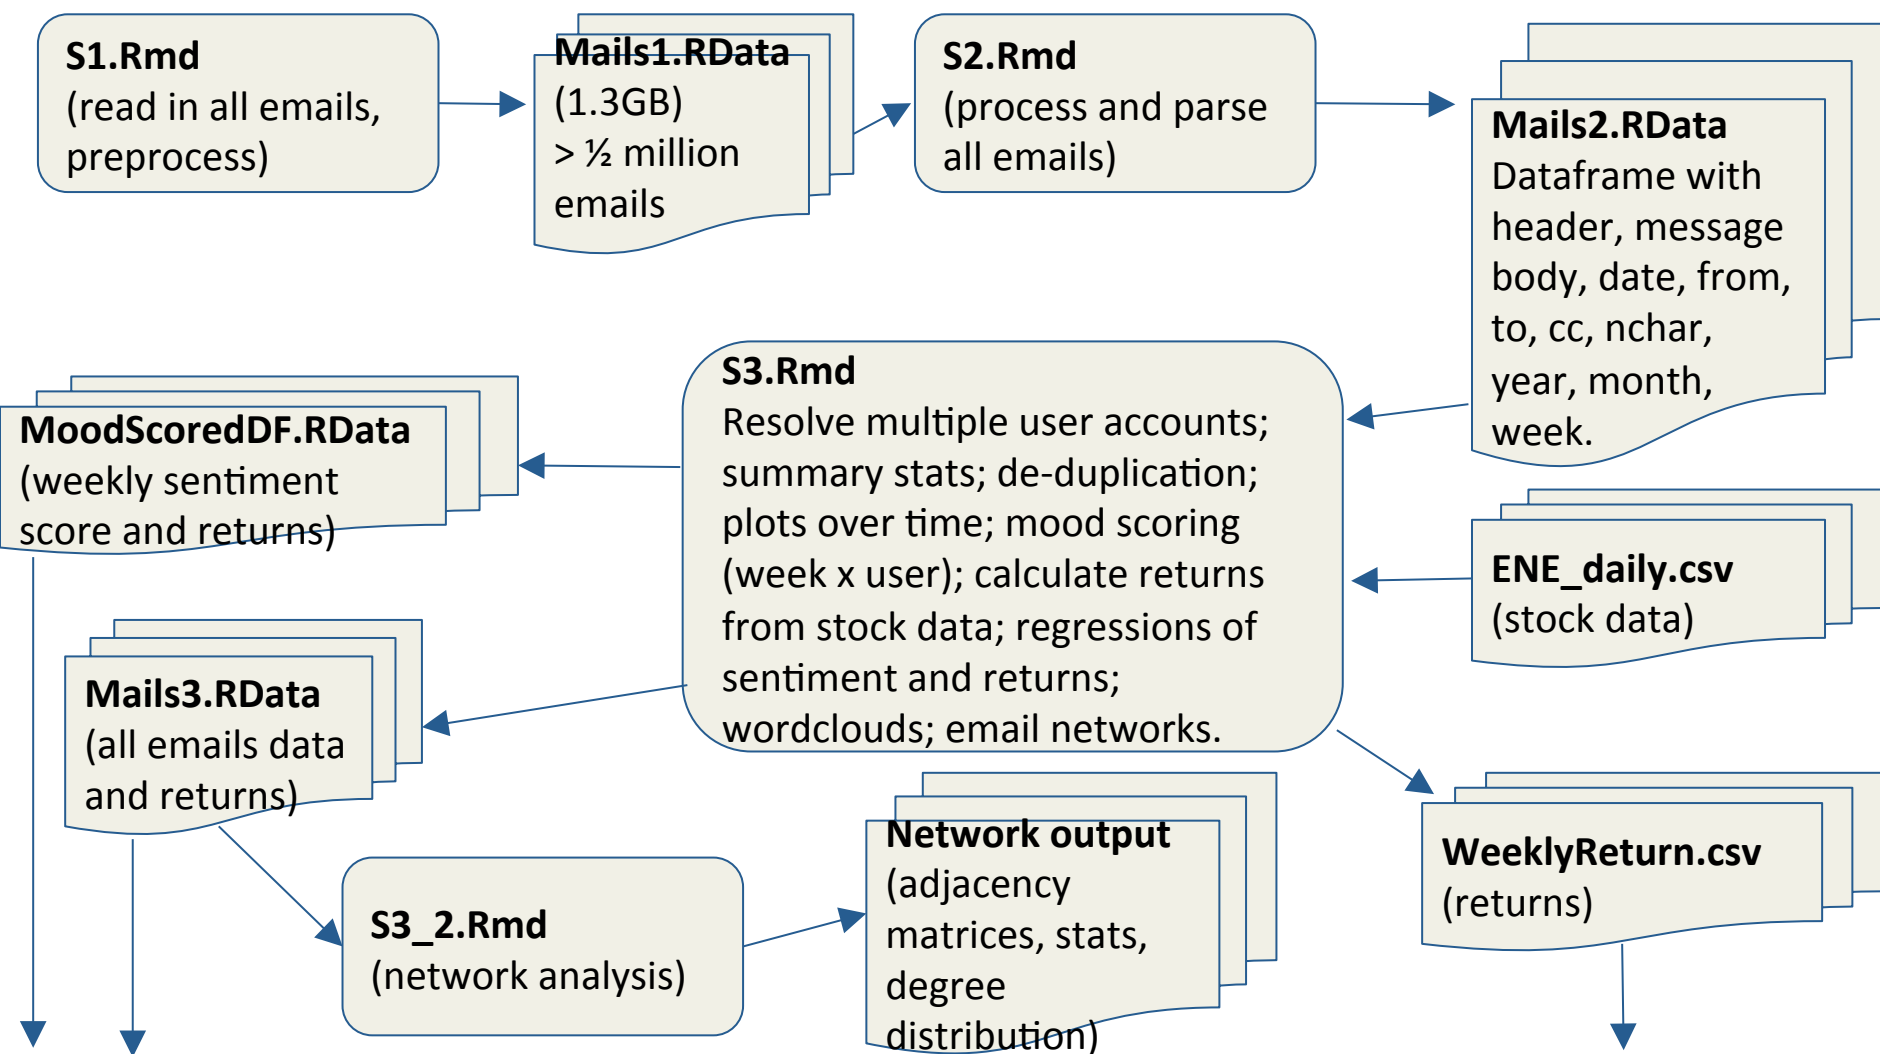 S1.Rmd
(read in all emails,
preprocess)
Mails1.RData
(1.3GB)
> ½ million
emails
S2.Rmd
(process and parse
all emails)
Mails2.RData
Dataframe with
header, message
body, date, from,
to, cc, nchar,
year, month,
week.
S3.Rmd
Resolve multiple user accounts;
summary stats; de-duplication;
plots over time; mood scoring
(week x user); calculate returns
from stock data; regressions of
sentiment and returns;
wordclouds; email networks.
MoodScoredDF.RData
(weekly sentiment
score and returns)
ENE_daily.csv
(stock data)
Mails3.RData
(all emails data
and returns)
S3_2.Rmd
(network analysis)
Network output
(adjacency
matrices, stats,
degree
distribution)
WeeklyReturn.csv
(returns)